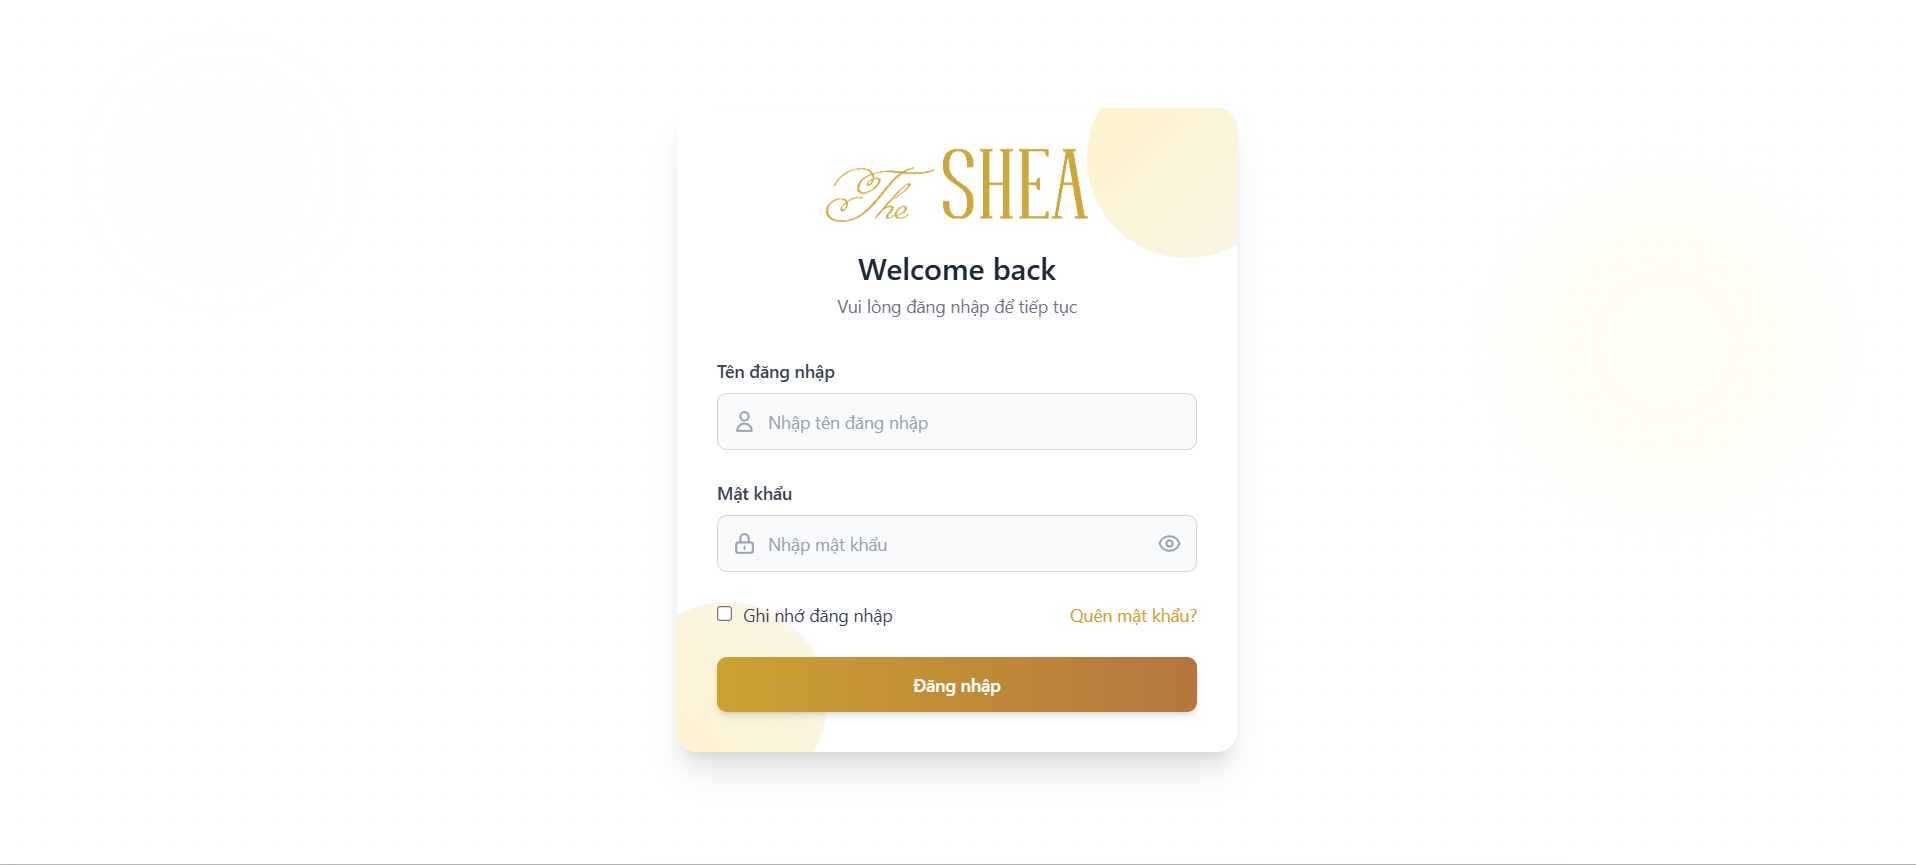 The SHEA
Welcome back
Vui lòng đăng nhập để tiếp tục
Tên đăng nhập
Nhập tên đăng nhập
Mật khẩu
Nhập mật khẩu
Ghi nhớ đăng nhập
Quên mật khẩu?
Đăng nhập